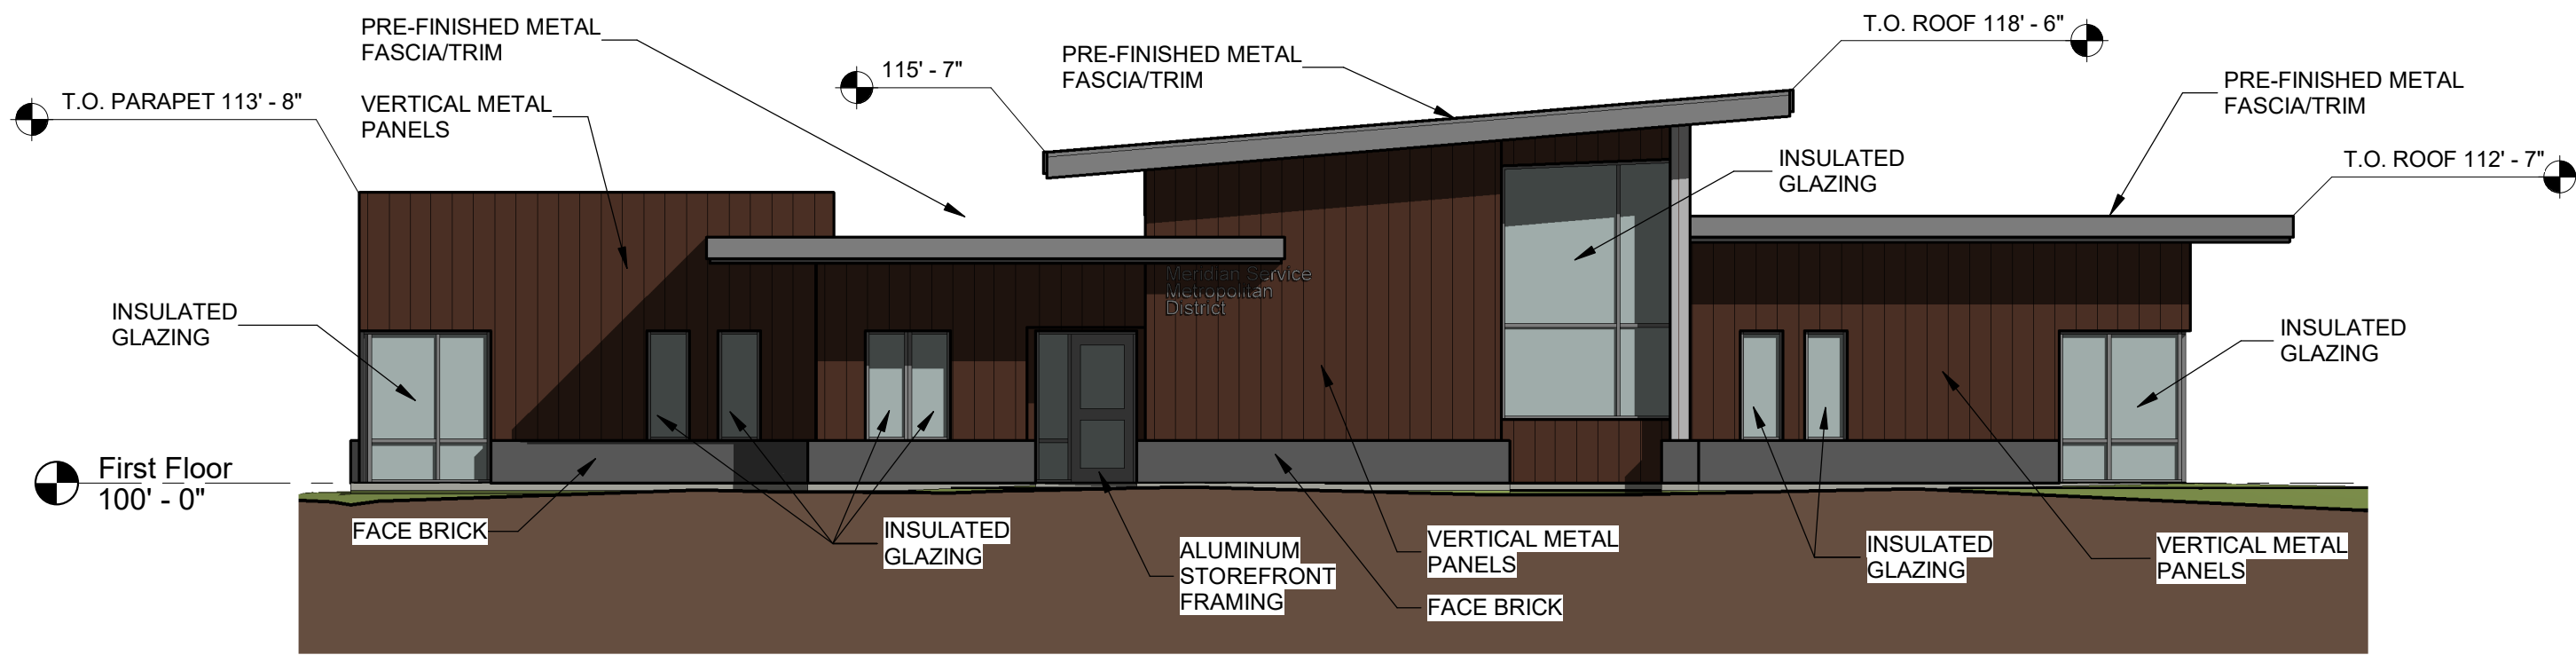 PRE-FINISHED METAL
FASCIA/TRIM
T.O. ROOF 118' - 6"
PRE-FINISHED METAL
FASCIA/TRIM
115' - 7"
PRE-FINISHED METAL
FASCIA/TRIM
T.O. PARAPET 113' - 8"
VERTICAL METAL
PANELS
INSULATED
GLAZING
T.O. ROOF 112' - 7"
Meridian Service
Metropolitan
District
INSULATED
GLAZING
INSULATED
GLAZING
First Floor
100' - 0"
FACE BRICK
INSULATED
GLAZING
ALUMINUM
STOREFRONT
FRAMING
VERTICAL METAL
PANELS
FACE BRICK
INSULATED
GLAZING
VERTICAL METAL
PANELS